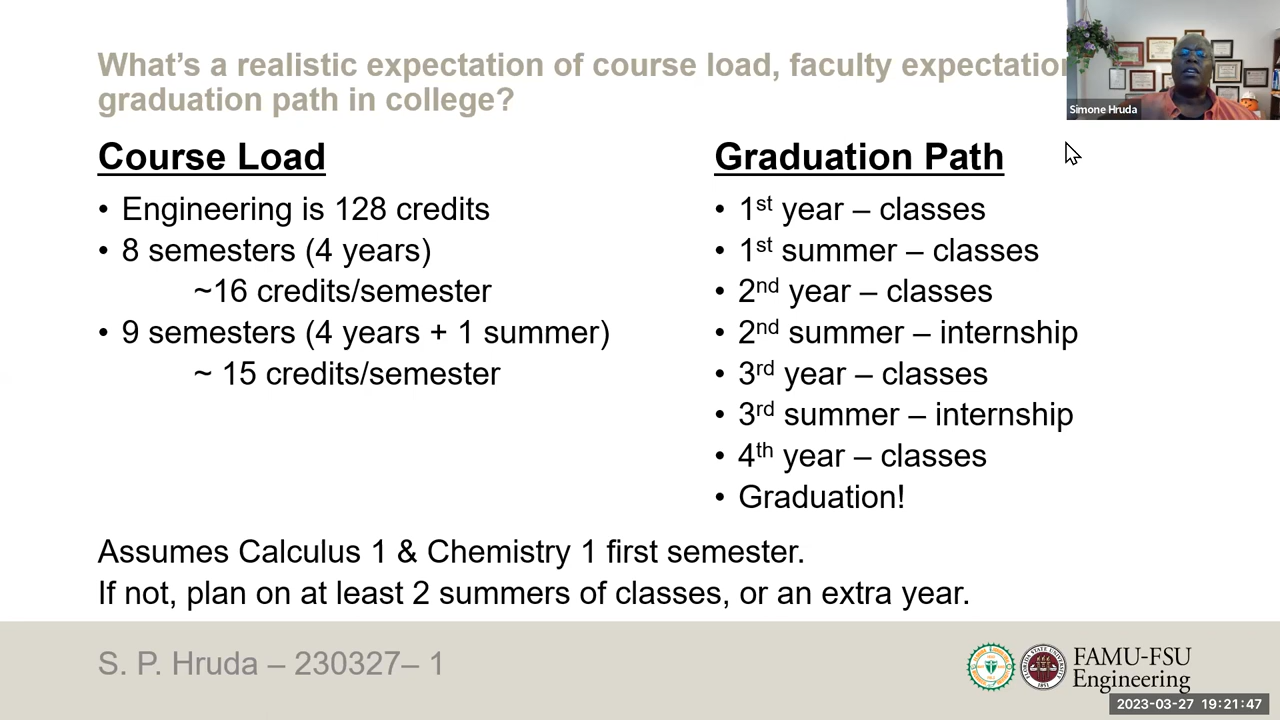 What's a realistic expectation of course load, faculty expectation
graduation path in college?
Simone Hruda
Course Load
• Engineering is 128 credits
• 8 semesters (4 years)
~16 credits/semester
• 9 semesters (4 years + 1 summer)
~ 15 credits/semester
Graduation Path
• 1st year – classes
• 1st summer – classes
• 2nd year – classes
• 2nd summer – internship
• 3rd year – classes
• 3rd summer – internship
• 4th year – classes
• Graduation!
Assumes Calculus 1 & Chemistry 1 first semester.
If not, plan on at least 2 summers of classes, or an extra year.
S. P. Hruda – 230327– 1
FAMU-FSU
Engineering
2023-03-27 19:21:47